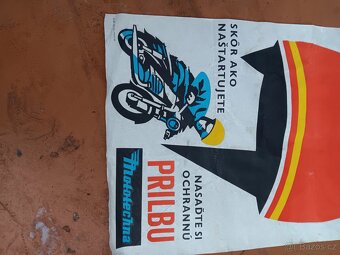 SKÔR AKO
NAŠTARTUJETE
NASAĎTE SI
OCHRANNÚ
PRILBU
Mototechna